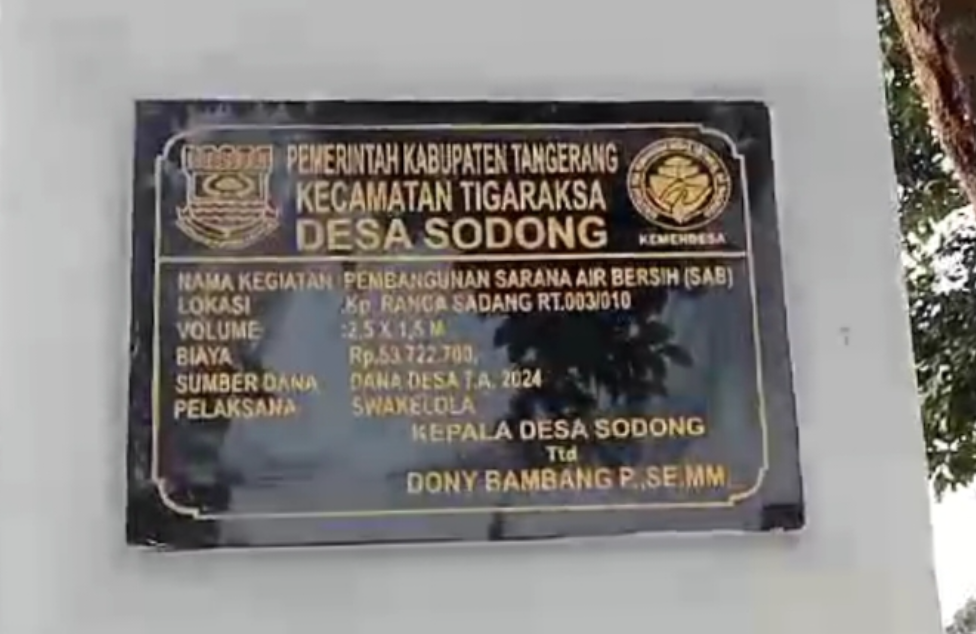 PEMERINTAH KABUPATEN TANGERANG
KECAMATAN TIGARAKSA
DESA SODONG
KEMENDESA
NAMA KEGIATAN : PEMBANGUNAN SARANA AIR BERSIH (SAB)
LOKASI : Kp. RANCA SADANG RT.003/010
VOLUME : 2,5 X 1,5 M
BIAYA Rp.53.722.700,
SUMBER DANA DANA DESA T.A. 2024
PELAKSANA SWAKELOLA
KEPALA DESA SODONG
Ttd
DONY BAMBANG P.,SE.MM